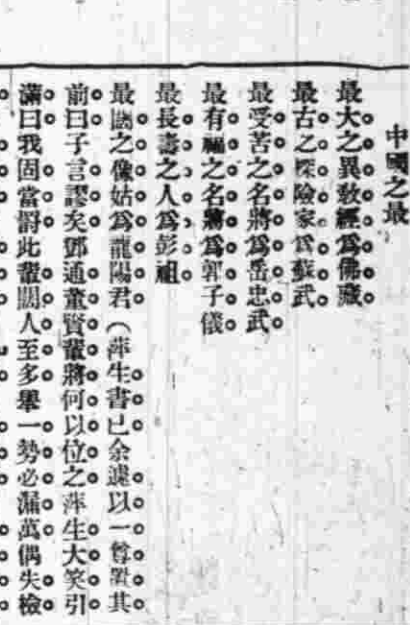 中國之最
最大之異教經爲佛藏
最古之探險家爲蘇武
最受苦之名將爲岳忠武
最有福之名將爲郭子儀
最長壽之人爲彭祖
最闊之像姑爲龍陽君（萍生書已余遽以一尊置其
前曰子言謬矣鄧通董賢輩將何以位之萍生大笑引
滿曰我固當罰此輩闊人至多舉一勢必漏萬偶失檢